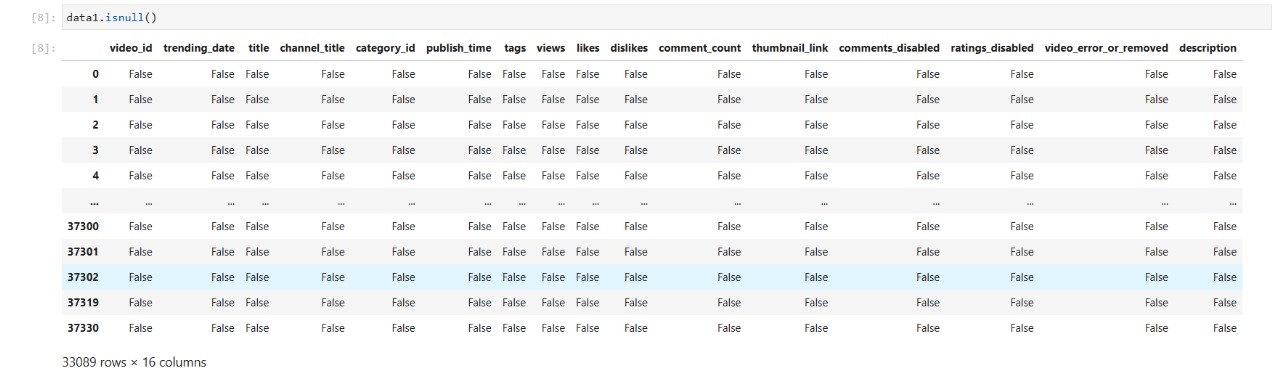 [8]: data1.isnull()
[8]:
video_id trending_date title channel_title category_id publish_time tags views likes dislikes comment_count thumbnail_link comments_disabled ratings_disabled video_error_or_removed description
0 False False False False False False False False False False False False False False False False
1 False False False False False False False False False False False False False False False False
2 False False False False False False False False False False False False False False False False
3 False False False False False False False False False False False False False False False False
4 False False False False False False False False False False False False False False False False
... ... ... ... ... ... ... ... ... ... ... ... ... ... ... ... ...
37300 False False False False False False False False False False False False False False False False
37301 False False False False False False False False False False False False False False False False
37302 False False False False False False False False False False False False False False False False
37319 False False False False False False False False False False False False False False False False
37330 False False False False False False False False False False False False False False False False
33089 rows × 16 columns